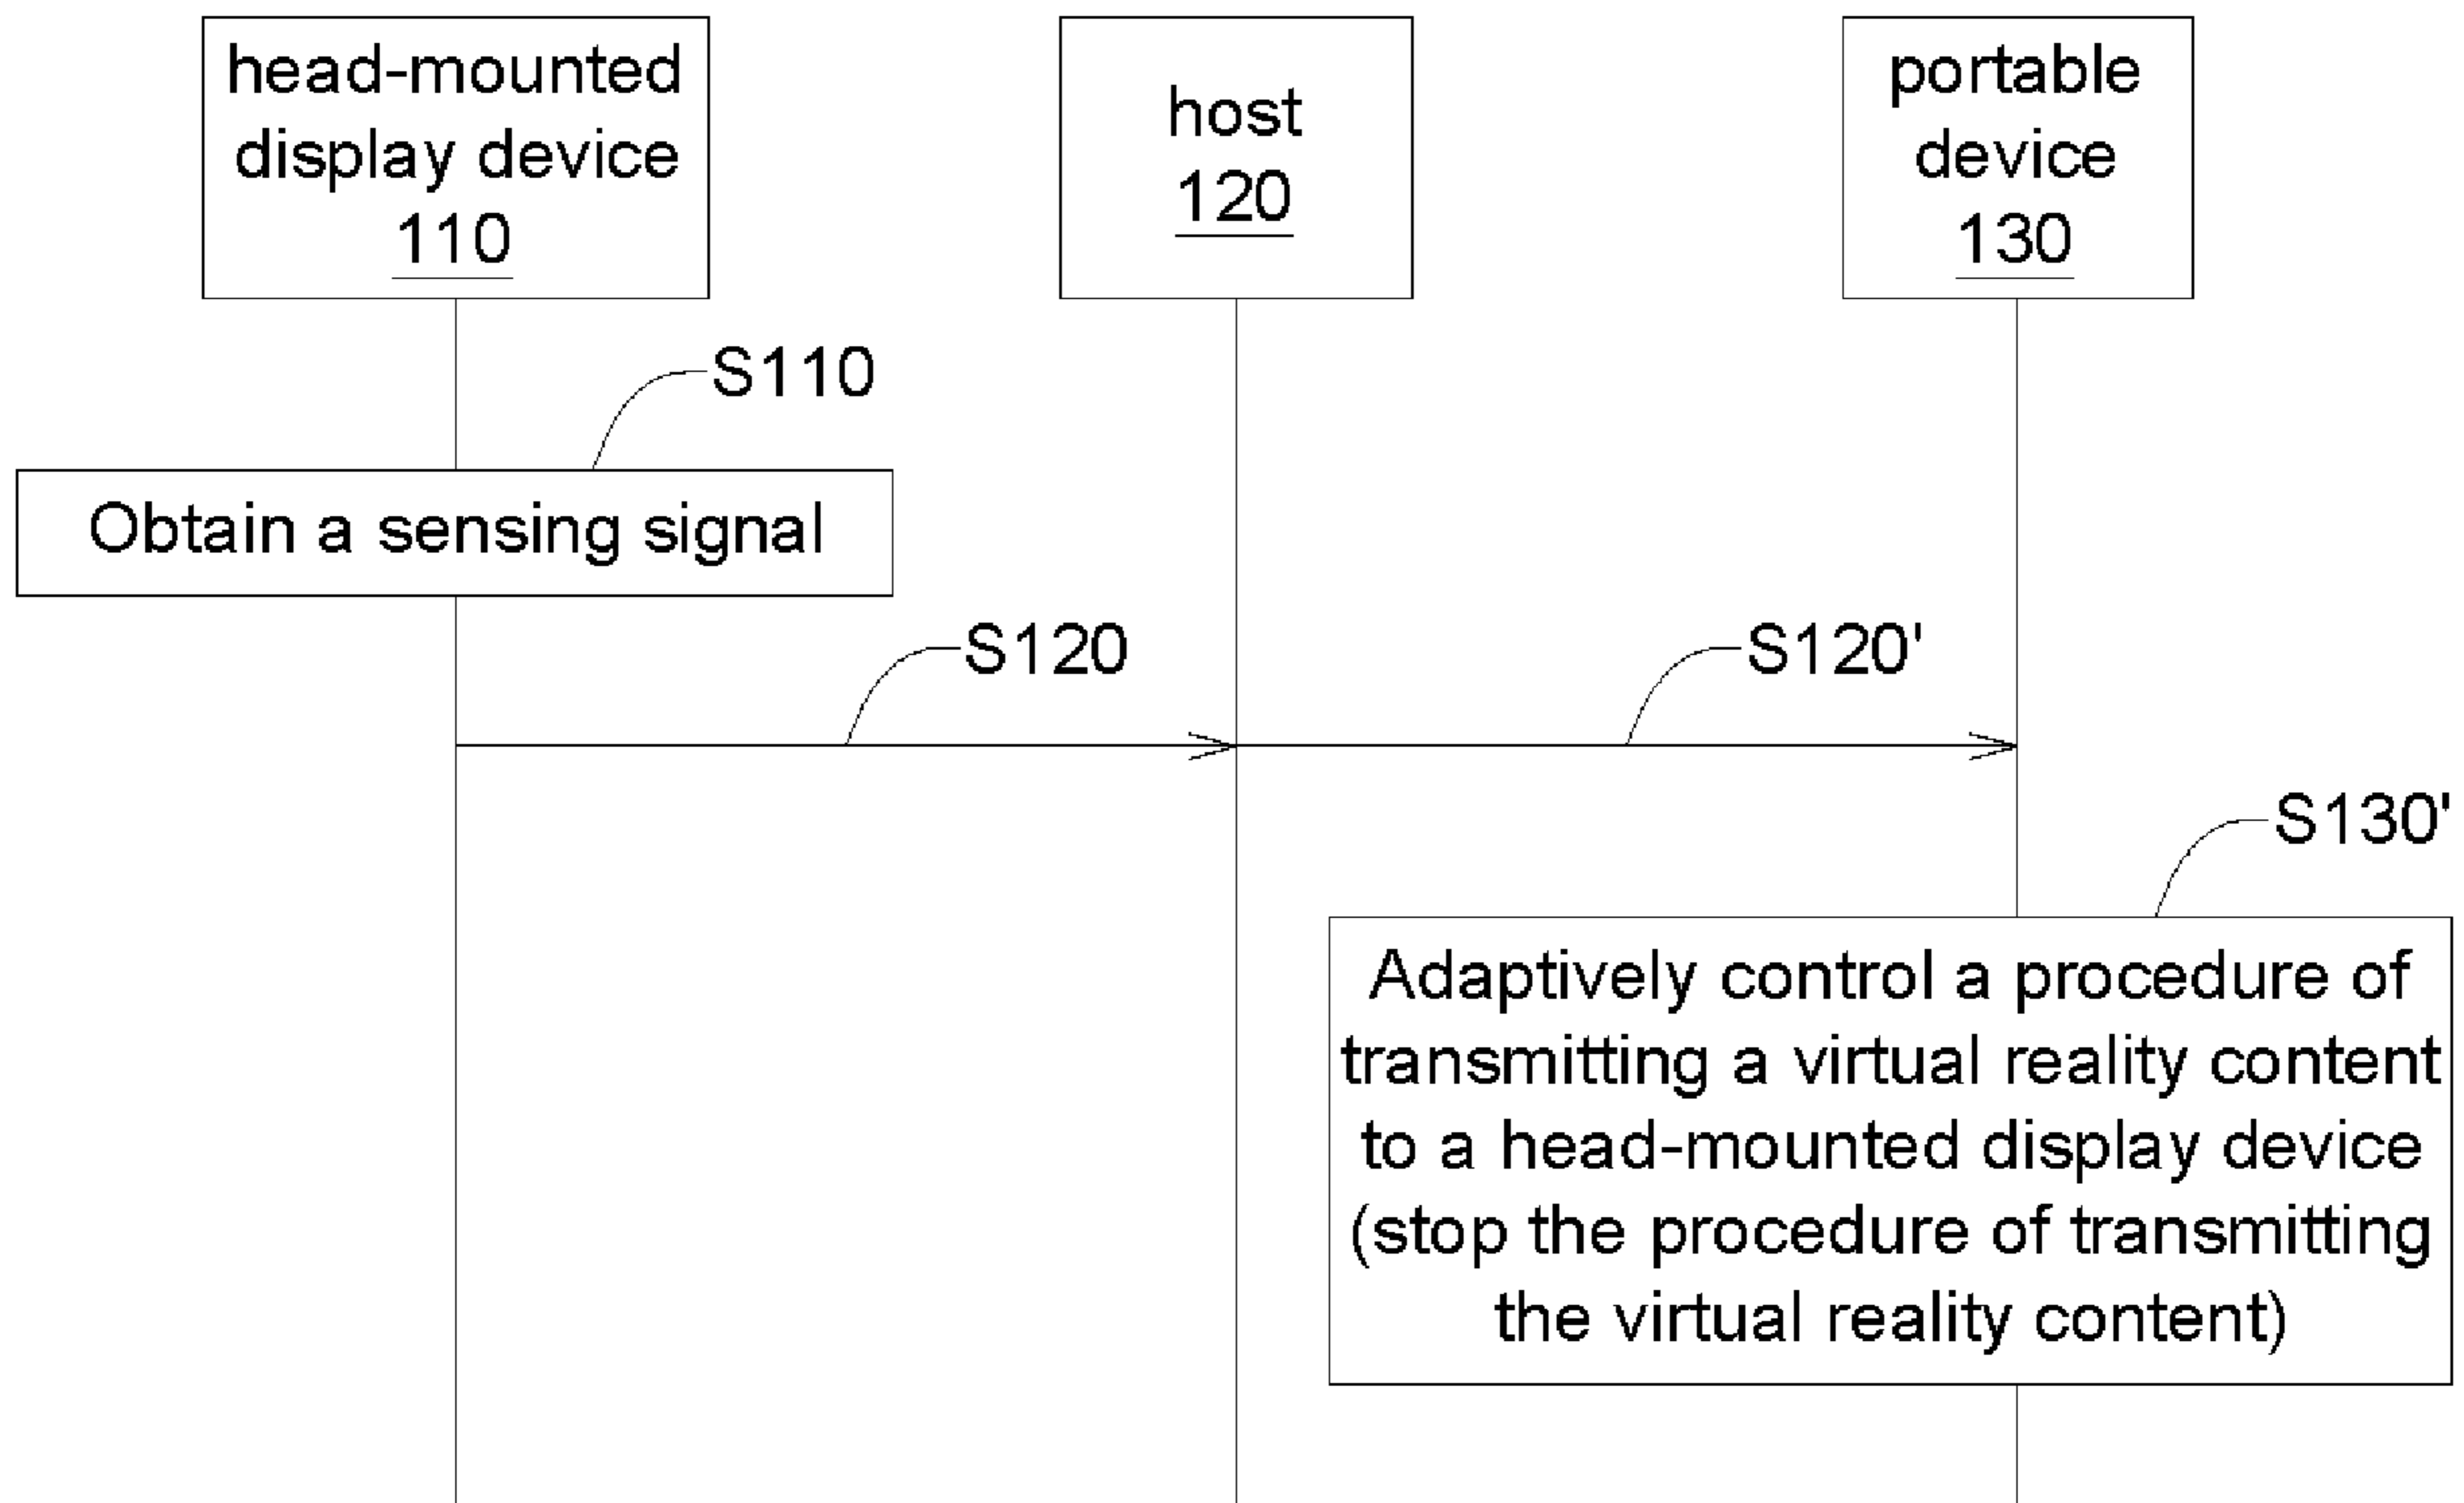 head-mounted
display device
110
host
120
portable
device
130
S110
Obtain a sensing signal
S120
S120'
S130'
Adaptively control a procedure of
transmitting a virtual reality content
to a head-mounted display device
(stop the procedure of transmitting
the virtual reality content)